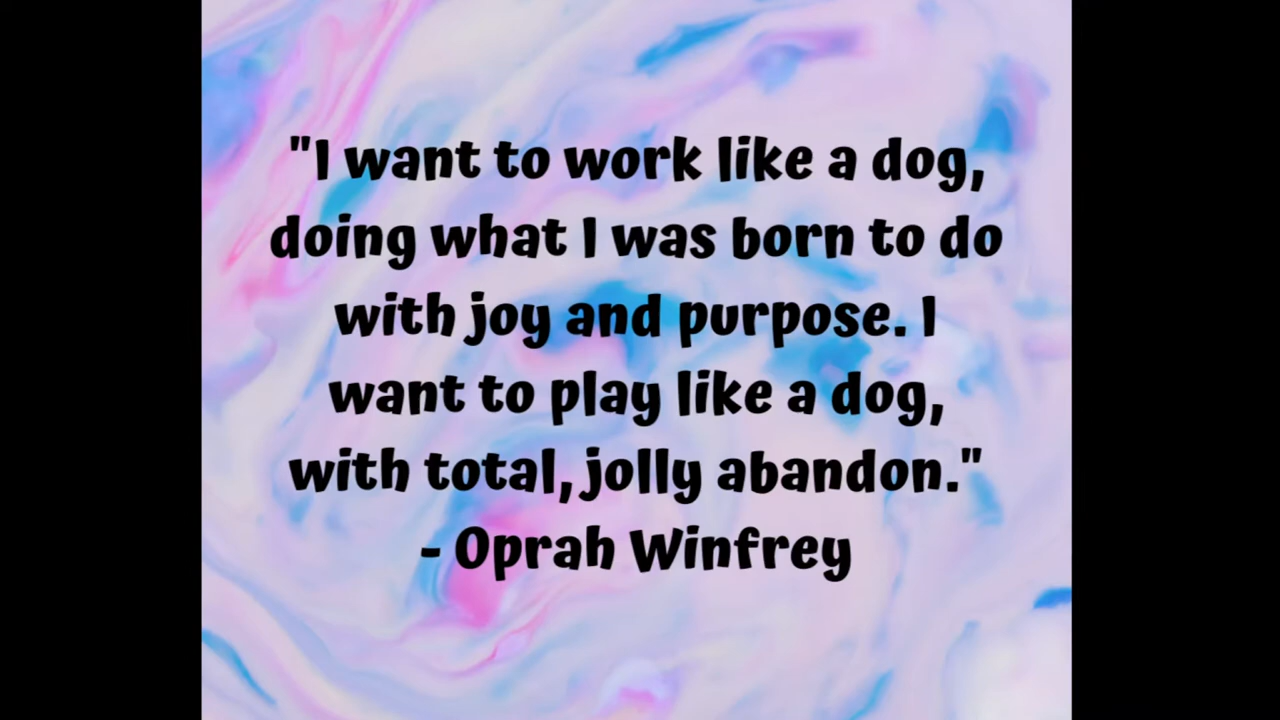 "I want to work like a dog,
doing what I was born to do
with joy and purpose. I
want to play like a dog,
with total, jolly abandon."
- Oprah Winfrey